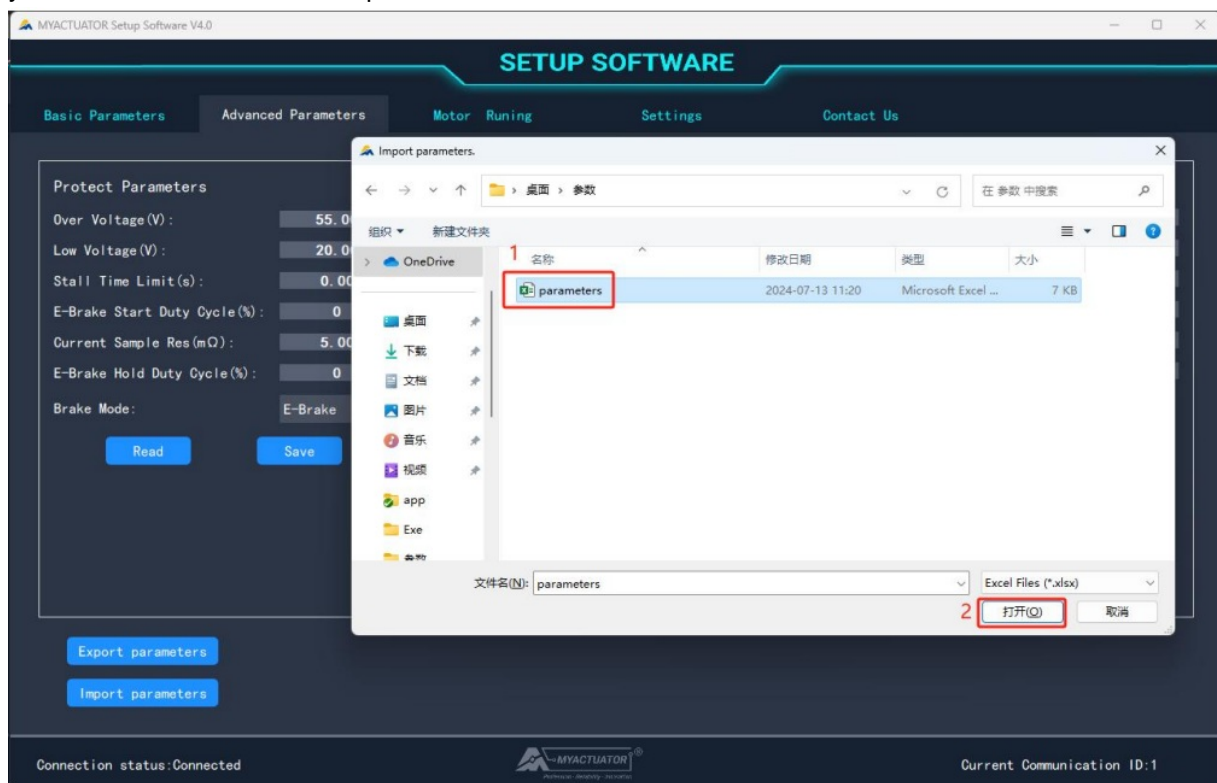 MYACTUATOR Setup Software V4.0
SETUP SOFTWARE
Basic Parameters Advanced Parameters Motor Runing Settings Contact Us
Import parameters.
Protect Parameters
桌面 › 参数
在 参数 中搜索
Over Voltage(V): 55.0
组织 新建文件夹
Low Voltage(V): 20.0
OneDrive
1 名称 修改日期 类型 大小
Stall Time Limit(s): 0.00
parameters 2024-07-13 11:20 Microsoft Excel ... 7 KB
E-Brake Start Duty Cycle(%): 0
桌面
Current Sample Res(mΩ): 5.00
下载
E-Brake Hold Duty Cycle(%): 0
文档
Brake Mode: E-Brake
图片
音乐
Read Save
视频
app
Exe
参数
文件名(N): parameters Excel Files (*.xlsx)
2 打开(O) 取消
Export parameters
Import parameters
Connection status:Connected
MYACTUATOR®
Current Communication ID:1